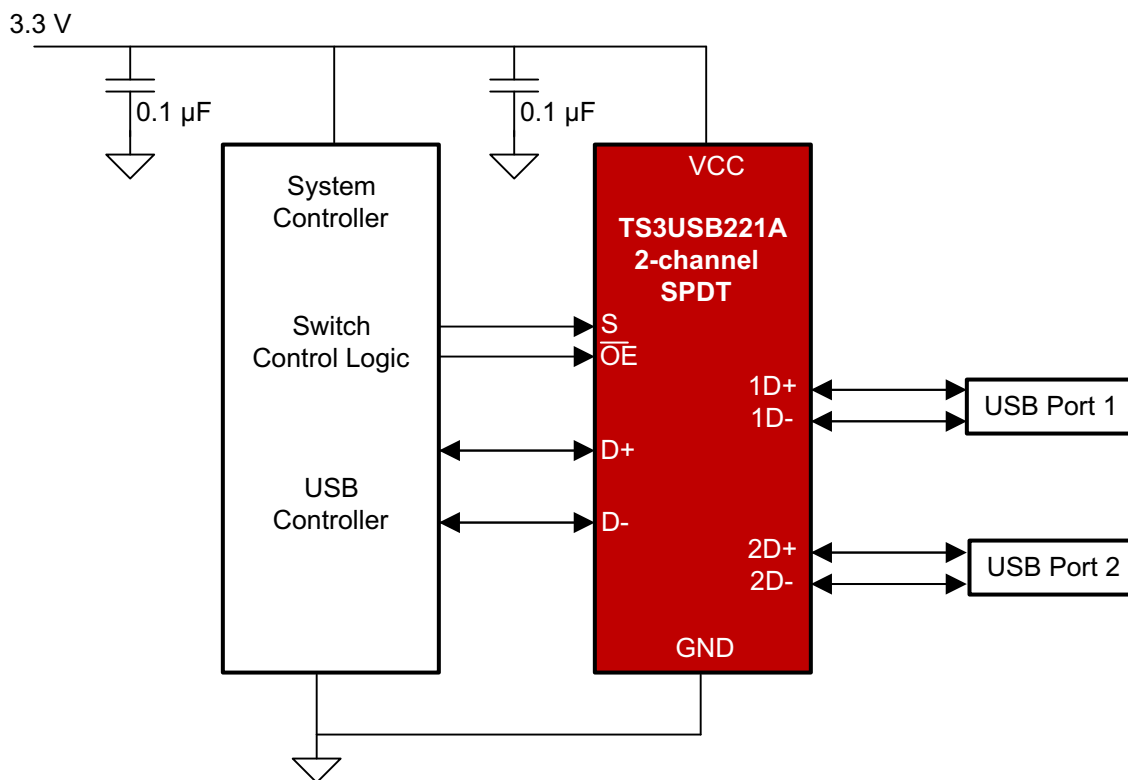 3.3 V
0.1 µF
0.1 µF
System
Controller
Switch
Control Logic
USB
Controller
VCC
TS3USB221A
2-channel
SPDT
S
OE
D+
D-
1D+
1D-
2D+
2D-
GND
USB Port 1
USB Port 2